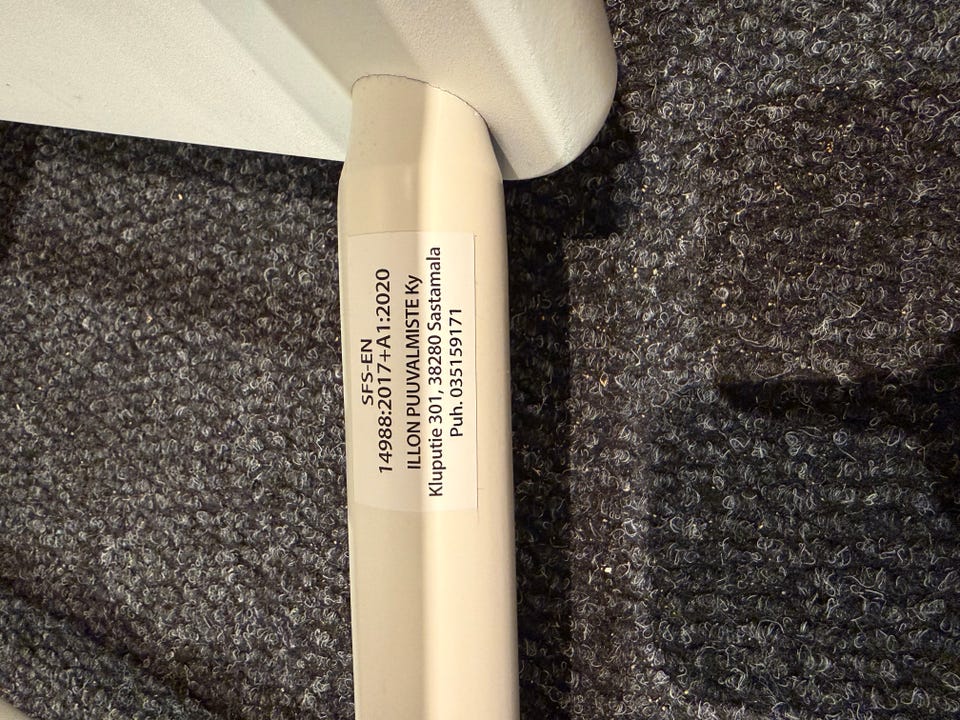 SFS-EN
14988:2017+A1:2020
ILLON PUUVALMISTE Ky
Kluputie 301, 38280 Sastamala
Puh. 035159171